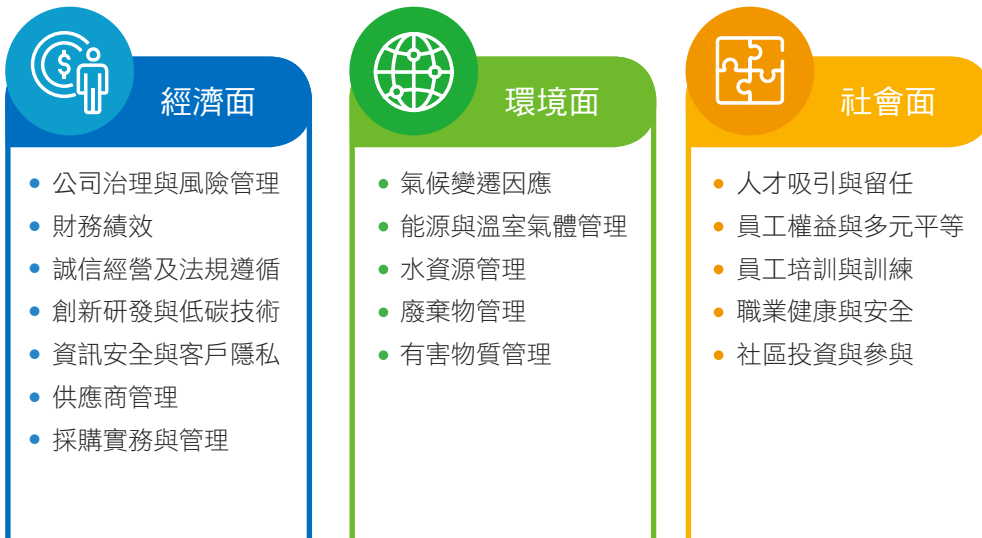 $
經濟面
公司治理與風險管理
財務績效
誠信經營及法規遵循
創新研發與低碳技術
資訊安全與客戶隱私
供應商管理
採購實務與管理
環境面
氣候變遷因應
能源與溫室氣體管理
水資源管理
廢棄物管理
有害物質管理
社會面
人才吸引與留任
員工權益與多元平等
員工培訓與訓練
職業健康與安全
社區投資與參與